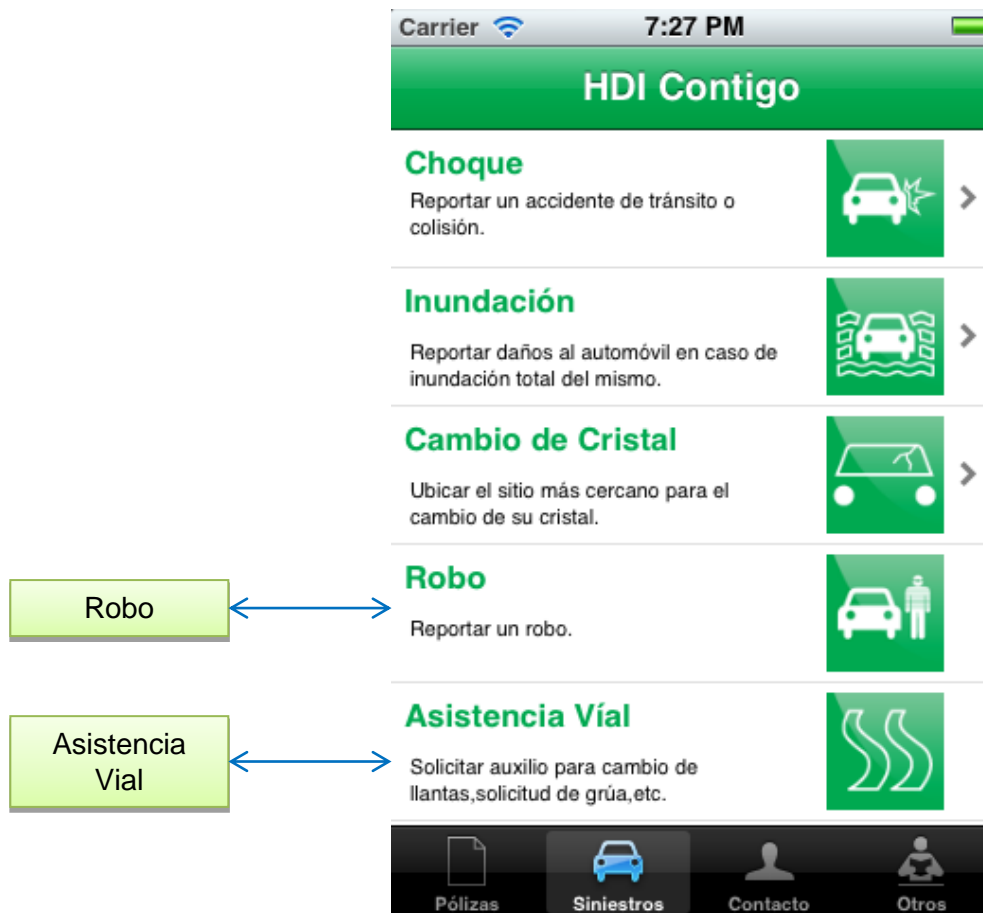 Carrier 7:27 PM
HDI Contigo
Choque
Reportar un accidente de tránsito o
colisión.
Inundación
Reportar daños al automóvil en caso de
inundación total del mismo.
Cambio de Cristal
Ubicar el sitio más cercano para el
cambio de su cristal.
Robo
Robo
Reportar un robo.
Asistencia
Vial
Asistencia Víal
Solicitar auxilio para cambio de
llantas,solicitud de grúa,etc.
Pólizas Siniestros Contacto Otros